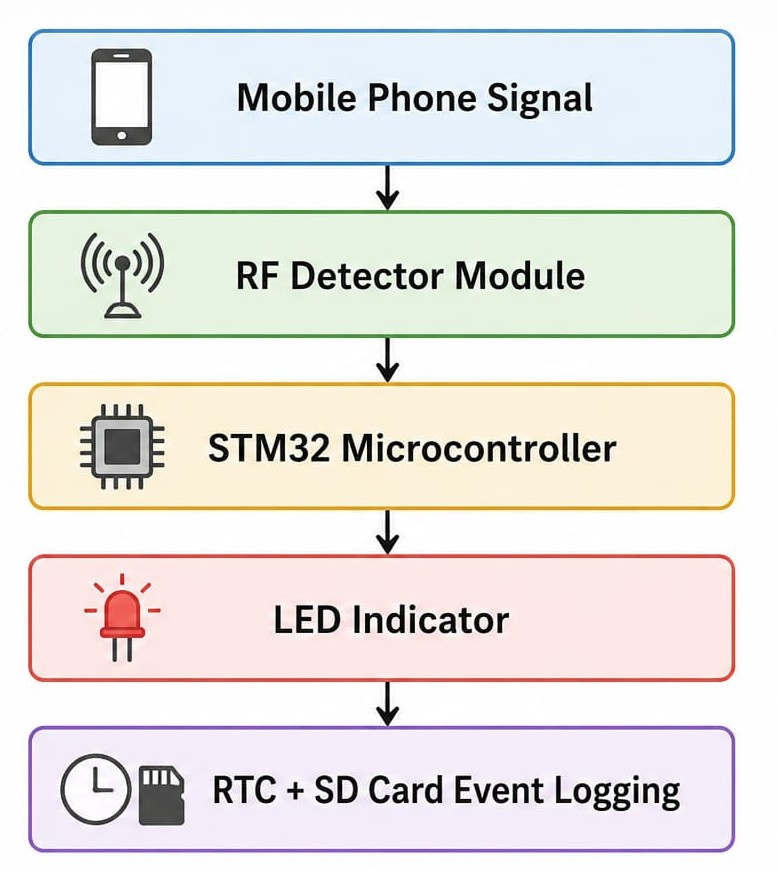 Mobile Phone Signal
RF Detector Module
STM32 Microcontroller
LED Indicator
RTC + SD Card Event Logging